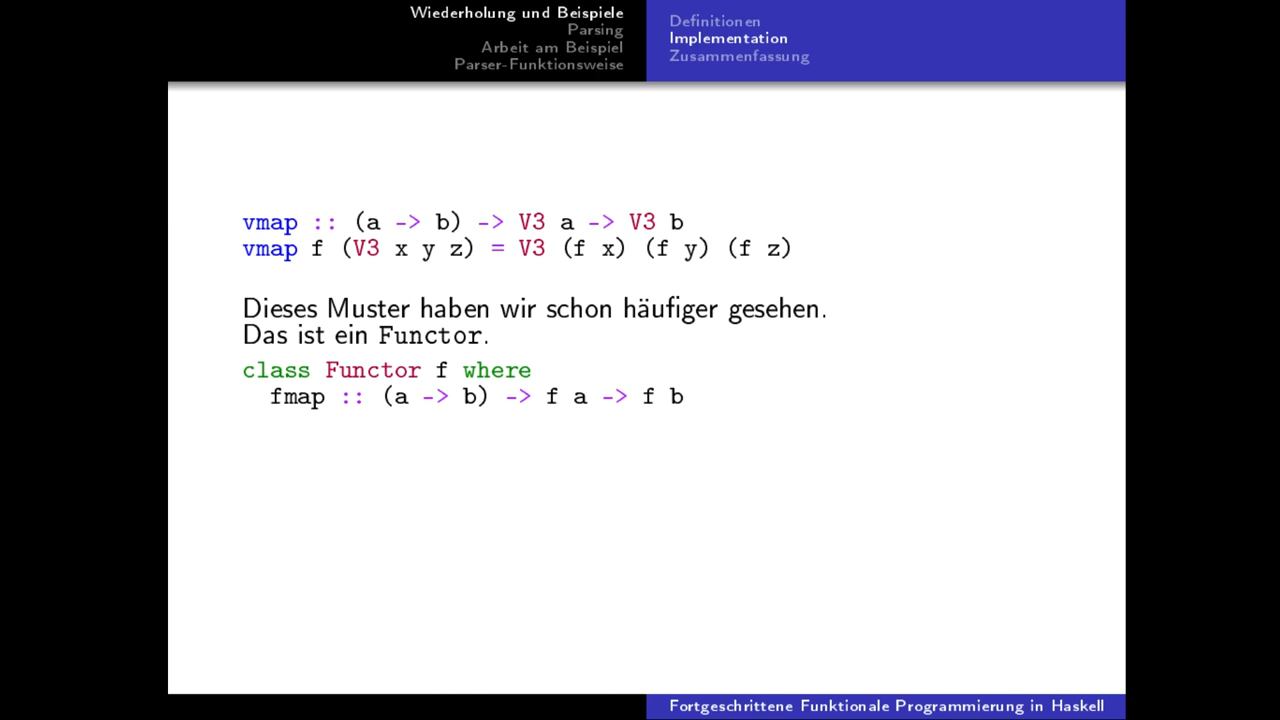 Wiederholung und Beispiele
Parsing
Arbeit am Beispiel
Parser-Funktionsweise
Definitionen
Implementation
Zusammenfassung
vmap :: (a -> b) -> V3 a -> V3 b
vmap f (V3 x y z) = V3 (f x) (f y) (f z)
Dieses Muster haben wir schon häufiger gesehen.
Das ist ein Functor.
class Functor f where
  fmap :: (a -> b) -> f a -> f b
Fortgeschrittene Funktionale Programmierung in Haskell